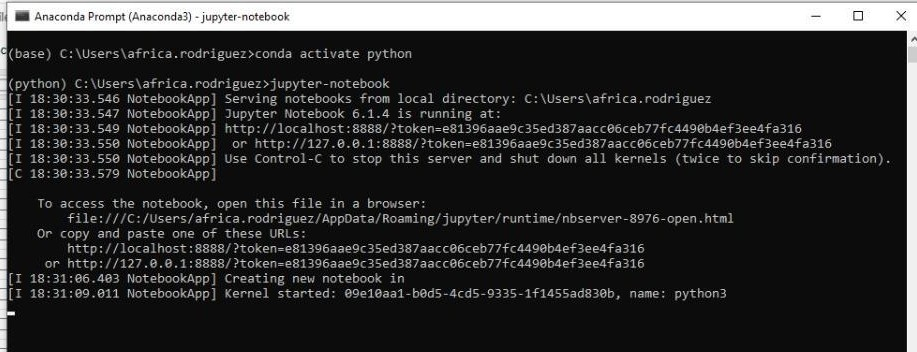 Anaconda Prompt (Anaconda3) - jupyter-notebook
(base) C:\Users\africa.rodriguez>conda activate python
(python) C:\Users\africa.rodriguez>jupyter-notebook
[I 18:30:33.546 NotebookApp] Serving notebooks from local directory: C:\Users\africa.rodriguez
[I 18:30:33.547 NotebookApp] Jupyter Notebook 6.1.4 is running at:
[I 18:30:33.549 NotebookApp] http://localhost:8888/?token=e81396aae9c35ed387aacc06ceb77fc4490b4ef3ee4fa316
[I 18:30:33.550 NotebookApp]  or http://127.0.0.1:8888/?token=e81396aae9c35ed387aacc06ceb77fc4490b4ef3ee4fa316
[I 18:30:33.550 NotebookApp] Use Control-C to stop this server and shut down all kernels (twice to skip confirmation).
[C 18:30:33.579 NotebookApp]
To access the notebook, open this file in a browser:
file:///C:/Users/africa.rodriguez/AppData/Roaming/jupyter/runtime/nbserver-8976-open.html
Or copy and paste one of these URLs:
http://localhost:8888/?token=e81396aae9c35ed387aacc06ceb77fc4490b4ef3ee4fa316
or http://127.0.0.1:8888/?token=e81396aae9c35ed387aacc06ceb77fc4490b4ef3ee4fa316
[I 18:31:06.403 NotebookApp] Creating new notebook in
[I 18:31:09.011 NotebookApp] Kernel started: 09e10aa1-b0d5-4cd5-9335-1f1455ad830b, name: python3